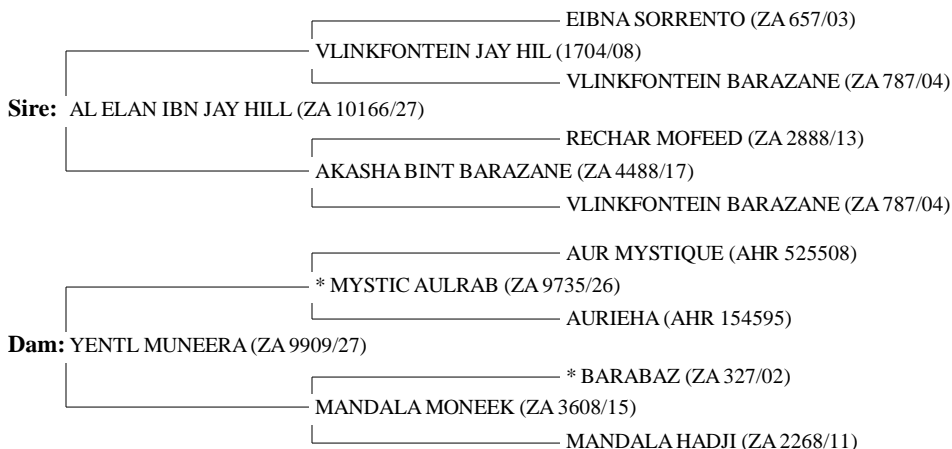 EIBNA SORRENTO (ZA 657/03)
VLINKFONTEIN JAY HIL (1704/08)
VLINKFONTEIN BARAZANE (ZA 787/04)
Sire: AL ELAN IBN JAY HILL (ZA 10166/27)
RECHAR MOFEED (ZA 2888/13)
AKASHA BINT BARAZANE (ZA 4488/17)
VLINKFONTEIN BARAZANE (ZA 787/04)
AUR MYSTIQUE (AHR 525508)
* MYSTIC AULRAB (ZA 9735/26)
AURIEHA (AHR 154595)
Dam: YENTL MUNEERA (ZA 9909/27)
* BARABAZ (ZA 327/02)
MANDALA MONEEK (ZA 3608/15)
MANDALA HADJI (ZA 2268/11)